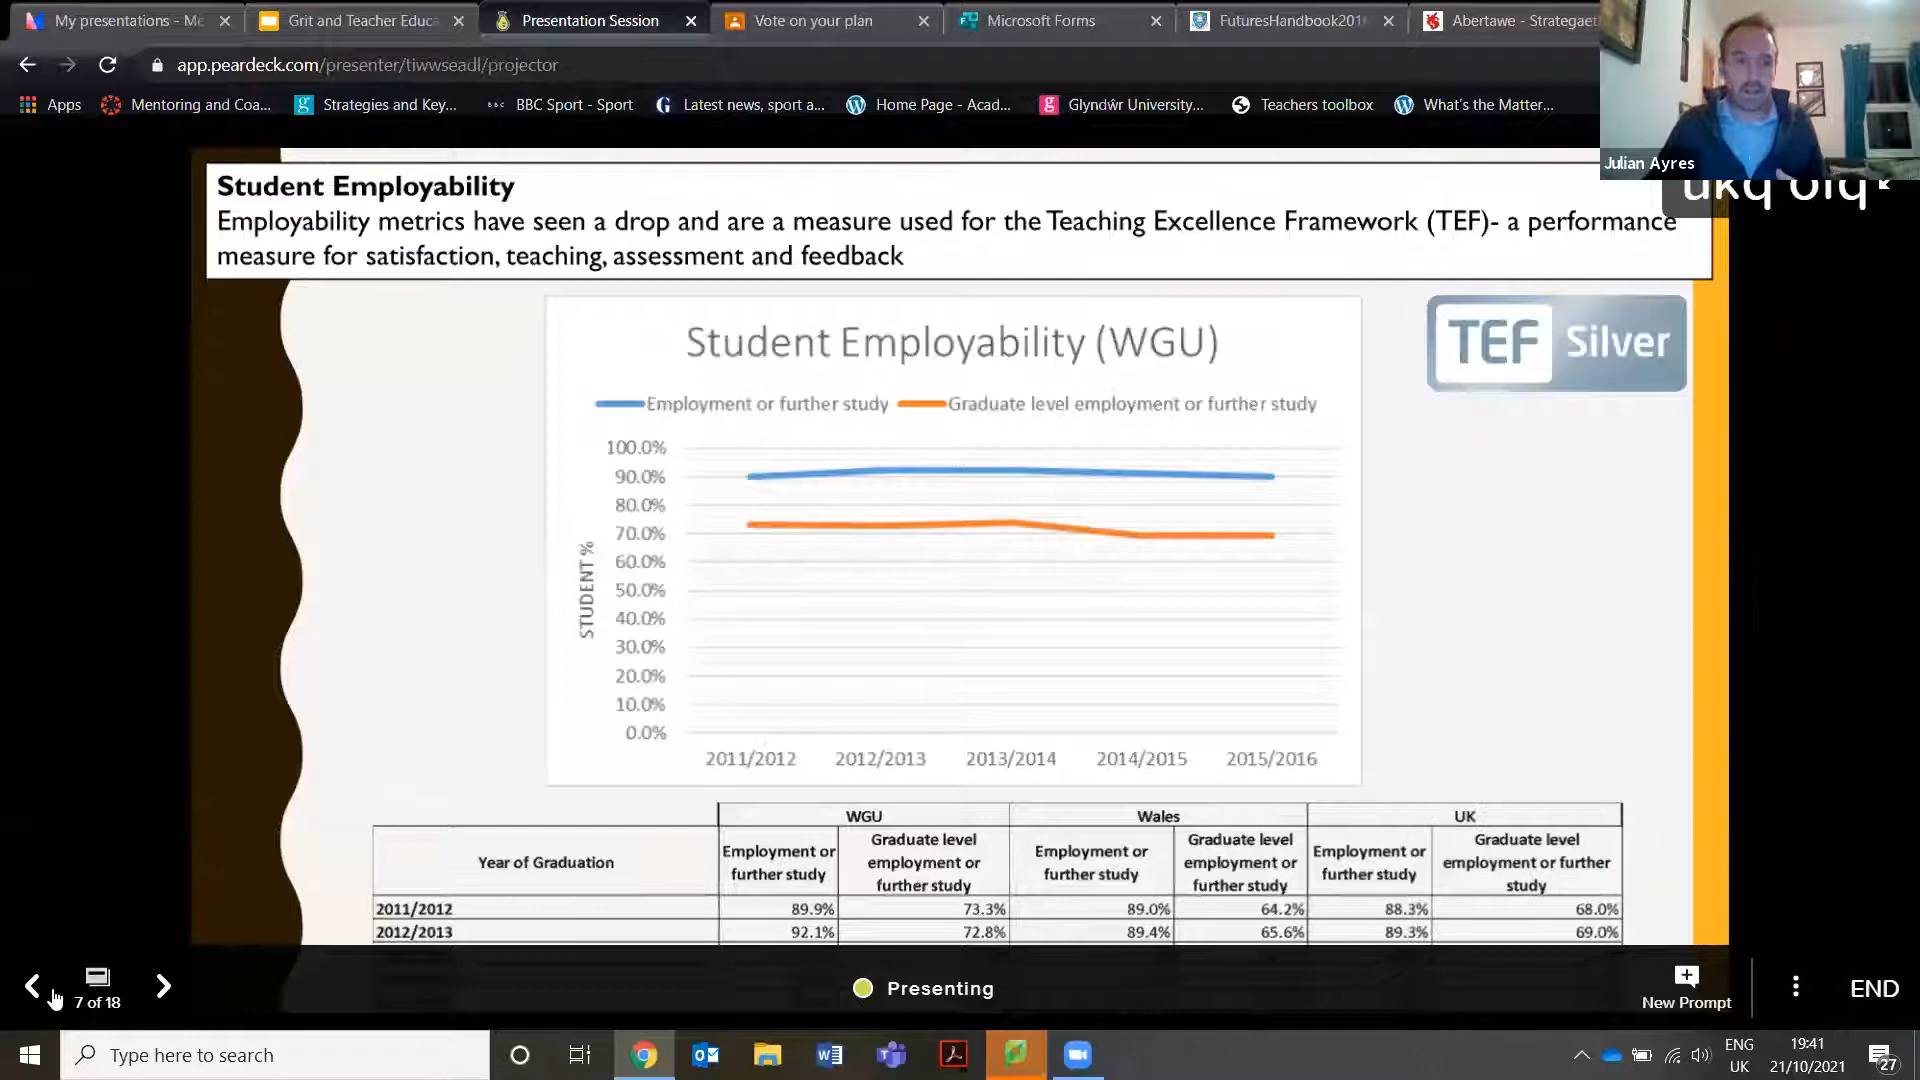 My presentations - Me
Grit and Teacher Educa
Presentation Session
Vote on your plan
Microsoft Forms
FuturesHandbook201
Abertawe - Strategaeth
app.peardeck.com/presenter/tiwwseadl/projector
Apps
Mentoring and Coa...
Strategies and Key...
BBC Sport - Sport
Latest news, sport a...
Home Page - Acad...
Glyndŵr University...
Teachers toolbox
What's the Matter...
Julian Ayres
Student Employability
Employability metrics have seen a drop and are a measure used for the Teaching Excellence Framework (TEF)- a performance
measure for satisfaction, teaching, assessment and feedback
TEF Silver
Student Employability (WGU)
Employment or further study
Graduate level employment or further study
STUDENT %
100.0%
90.0%
80.0%
70.0%
60.0%
50.0%
40.0%
30.0%
20.0%
10.0%
0.0%
2011/2012 2012/2013 2013/2014 2014/2015 2015/2016
WGU Wales UK
Year of Graduation
Employment or
further study
Graduate level
employment or
further study
Employment or
further study
Graduate level
employment or
further study
Employment or
further study
Graduate level
employment or further
study
2011/2012 89.9% 73.3% 89.0% 64.2% 88.3% 68.0%
2012/2013 92.1% 72.8% 89.4% 65.6% 89.3% 69.0%
7 of 18
Presenting
New Prompt
END
Type here to search
ENG
UK
19:41
21/10/2021
27